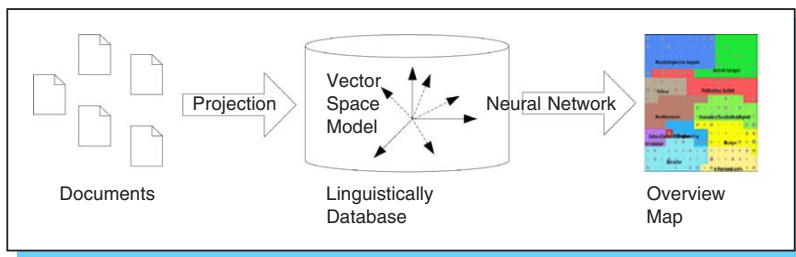 Projection
Vector
Space
Model
Neural Network
Documents
Linguistically
Database
Overview
Map